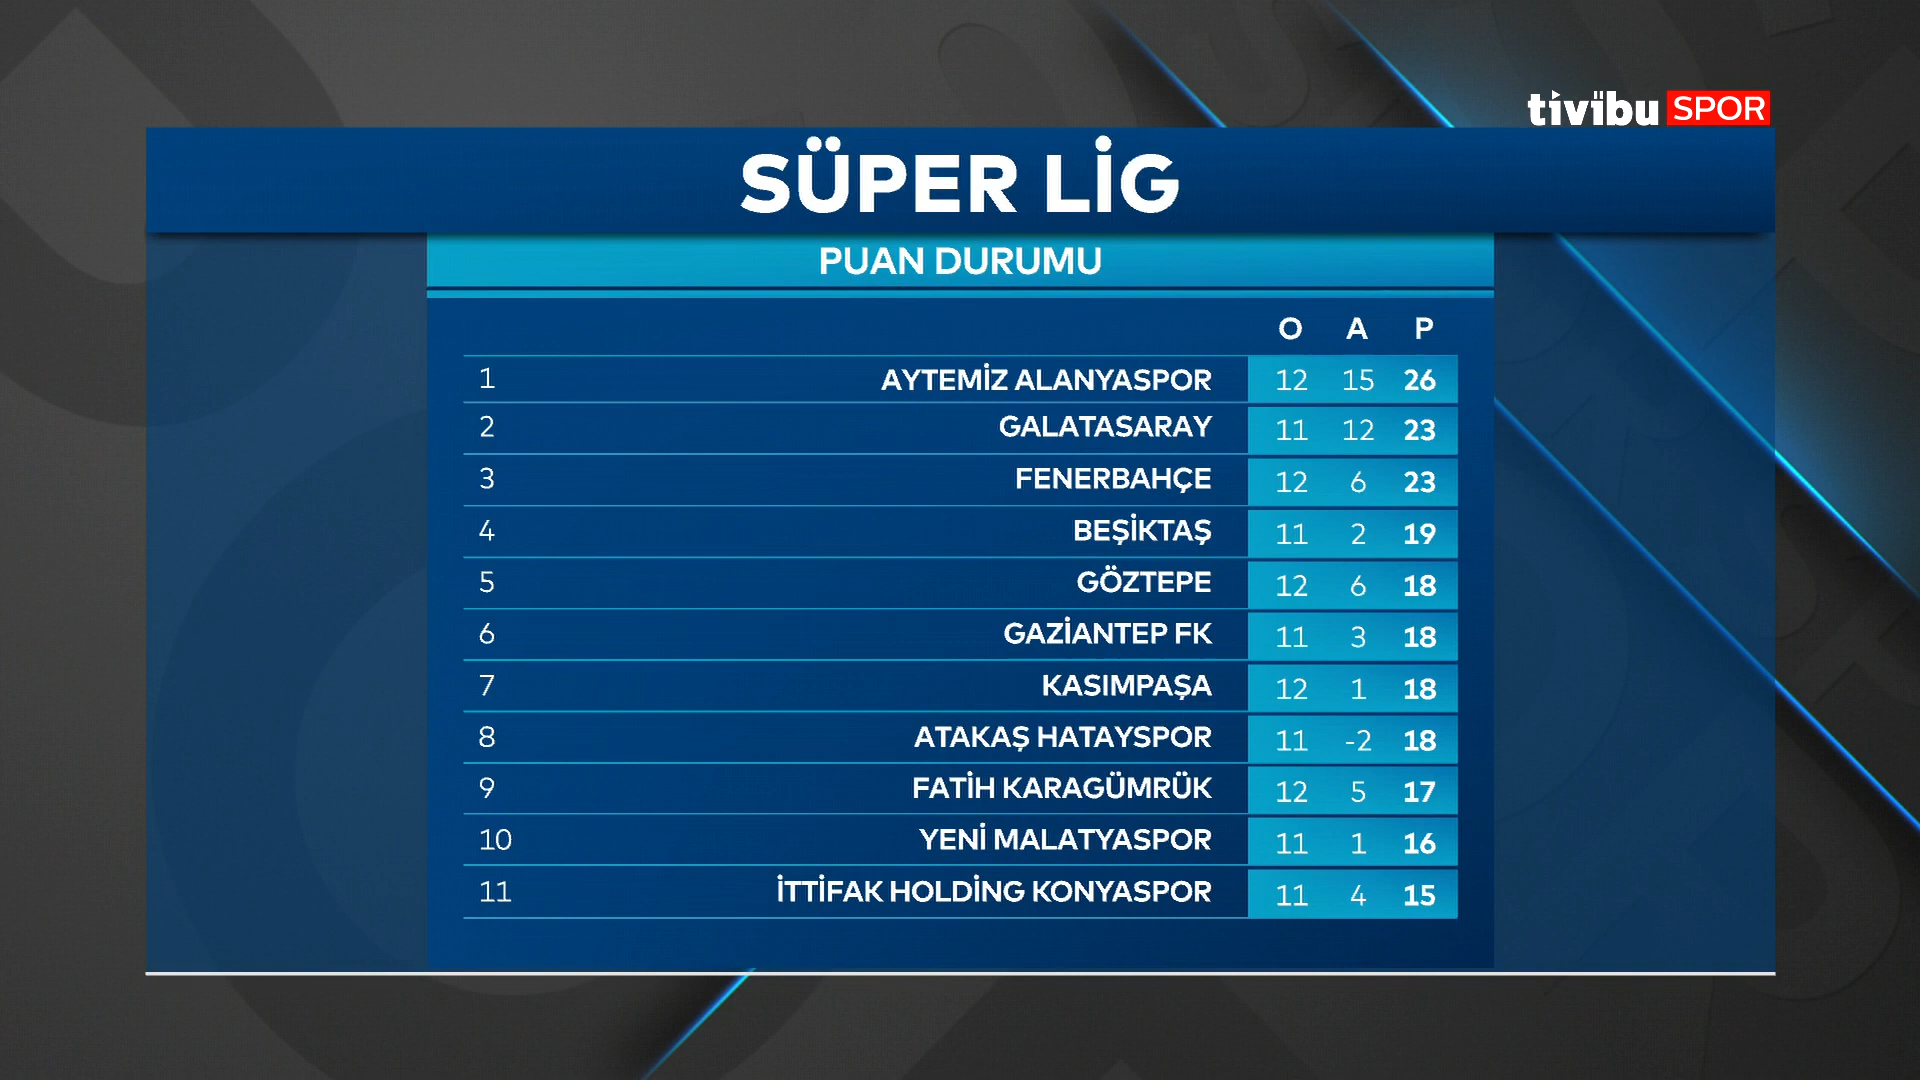 tivibu SPOR
SÜPER LİG
PUAN DURUMU
O A P
1 AYTEMİZ ALANYASPOR 12 15 26
2 GALATASARAY 11 12 23
3 FENERBAHÇE 12 6 23
4 BEŞİKTAŞ 11 2 19
5 GÖZTEPE 12 6 18
6 GAZİANTEP FK 11 3 18
7 KASIMPAŞA 12 1 18
8 ATAKAŞ HATAYSPOR 11 -2 18
9 FATİH KARAGÜMRÜK 12 5 17
10 YENİ MALATYASPOR 11 1 16
11 İTTİFAK HOLDİNG KONYASPOR 11 4 15